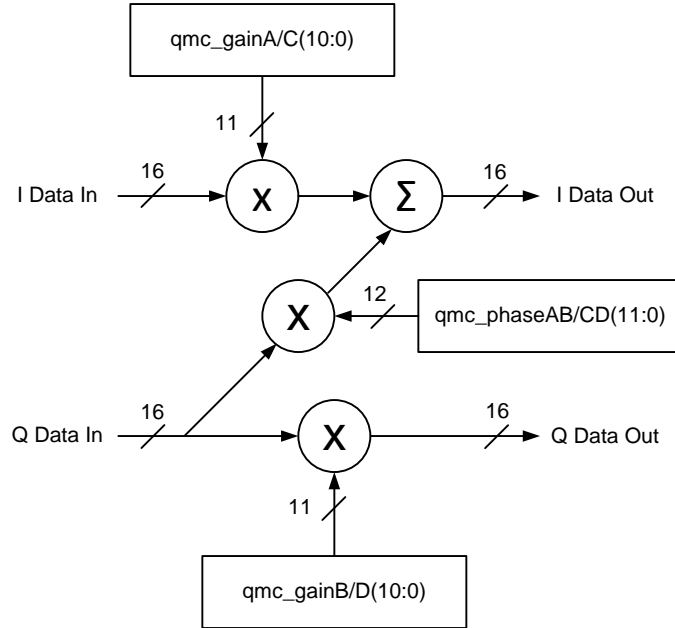 qmc_gainA/C(10:0)
11
I Data In
16
X
Σ
16
I Data Out
X
12
qmc_phaseAB/CD(11:0)
Q Data In
16
X
16
Q Data Out
11
qmc_gainB/D(10:0)